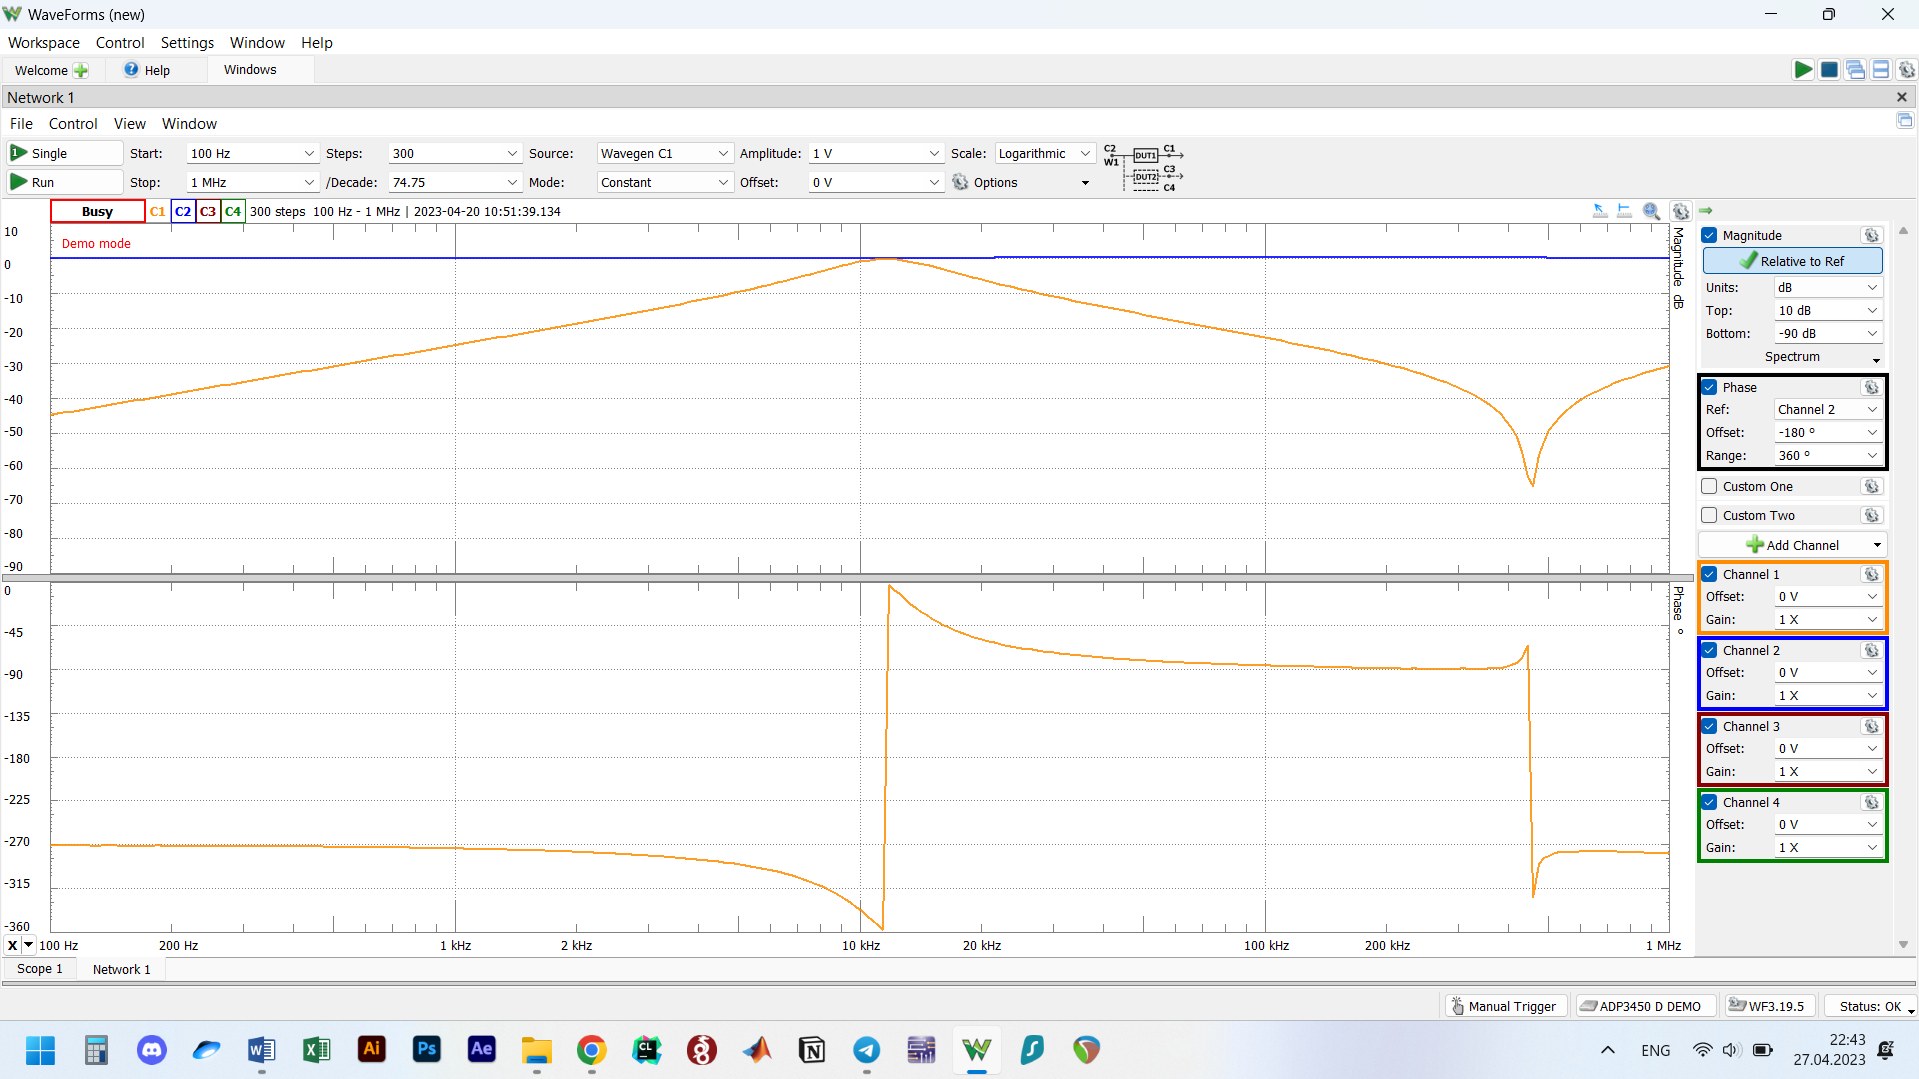 WaveForms (new)
Workspace Control Settings Window Help
Welcome Help Windows
Network 1
File Control View Window
Single Start: 100 Hz Steps: 300 Source: Wavegen C1 Amplitude: 1 V Scale: Logarithmic
Run Stop: 1 MHz /Decade: 74.75 Mode: Constant Offset: 0 V Options
C2 W1 DUT1 C1
DUT2 C3
C4
Busy C1 C2 C3 C4 300 steps 100 Hz - 1 MHz | 2023-04-20 10:51:39.134
Demo mode
10
0
-10
-20
-30
-40
-50
-60
-70
-80
-90
Magnitude dB
0
-45
-90
-135
-180
-225
-270
-315
-360
Phase °
X 100 Hz 200 Hz 1 kHz 2 kHz 10 kHz 20 kHz 100 kHz 200 kHz 1 MHz
Magnitude
Relative to Ref
Units: dB
Top: 10 dB
Bottom: -90 dB
Spectrum
Phase
Ref: Channel 2
Offset: -180 º
Range: 360 º
Custom One
Custom Two
Add Channel
Channel 1
Offset: 0 V
Gain: 1 X
Channel 2
Offset: 0 V
Gain: 1 X
Channel 3
Offset: 0 V
Gain: 1 X
Channel 4
Offset: 0 V
Gain: 1 X
Scope 1 Network 1
Manual Trigger ADP3450 D DEMO WF3.19.5 Status: OK
Ai Ps Ae CL
ENG 22:43
27.04.2023